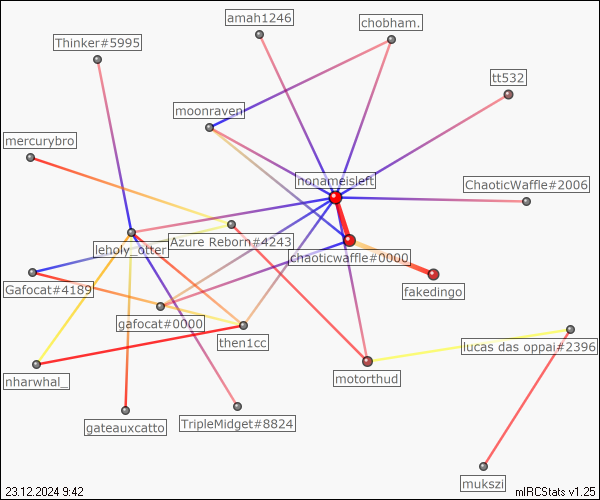 amah1246
chobham.
Thinker#5995
tt532
moonraven
mercurybro
nonameisleft
ChaoticWaffle#2006
Azure Reborn#4243
leholy_otter
chaoticwaffle#0000
Gafocat#4189
fakedingo
gafocat#0000
then1cc
lucas das oppai#2396
nharwhal_
motorthud
gateauxcatto
TripleMidget#8824
mukszi
23.12.2024 9:42
mIRCStats v1.25